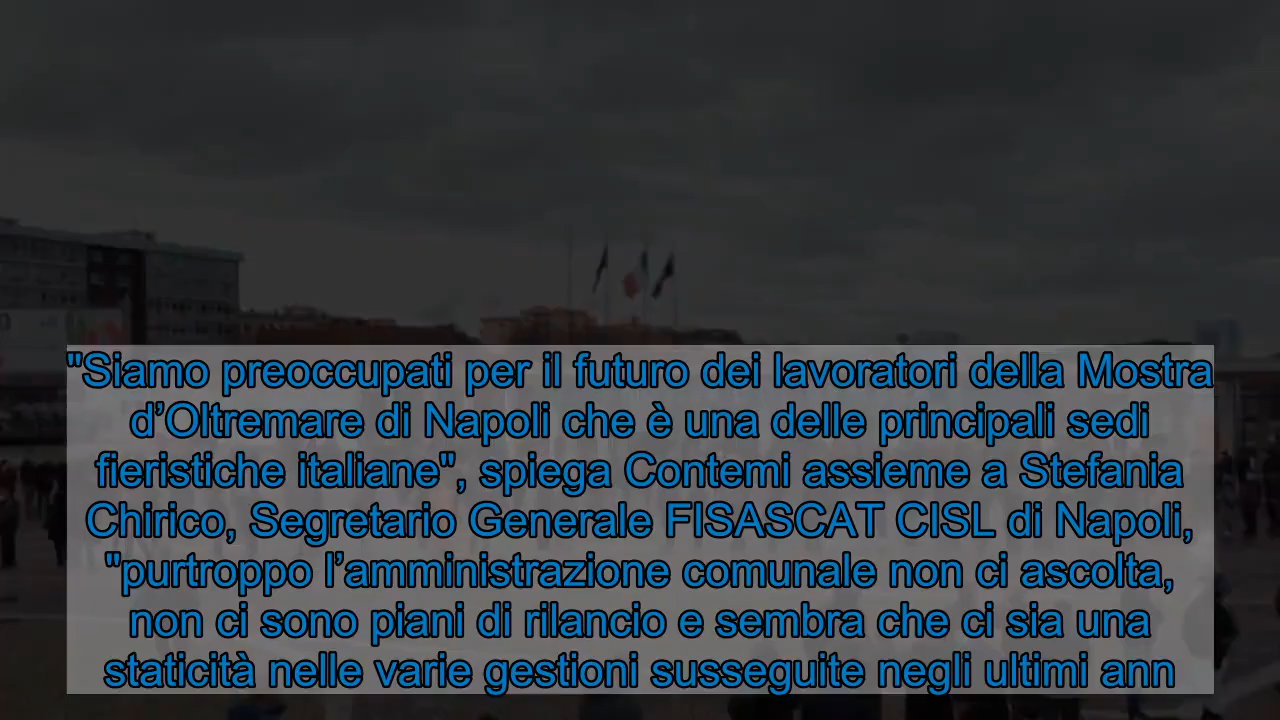 "Siamo preoccupati per il futuro dei lavoratori della Mostra
d’Oltremare di Napoli che è una delle principali sedi
fieristiche italiane", spiega Contemi assieme a Stefania
Chirico, Segretario Generale FISASCAT CISL di Napoli,
"purtroppo l’amministrazione comunale non ci ascolta,
non ci sono piani di rilancio e sembra che ci sia una
staticità nelle varie gestioni susseguite negli ultimi ann